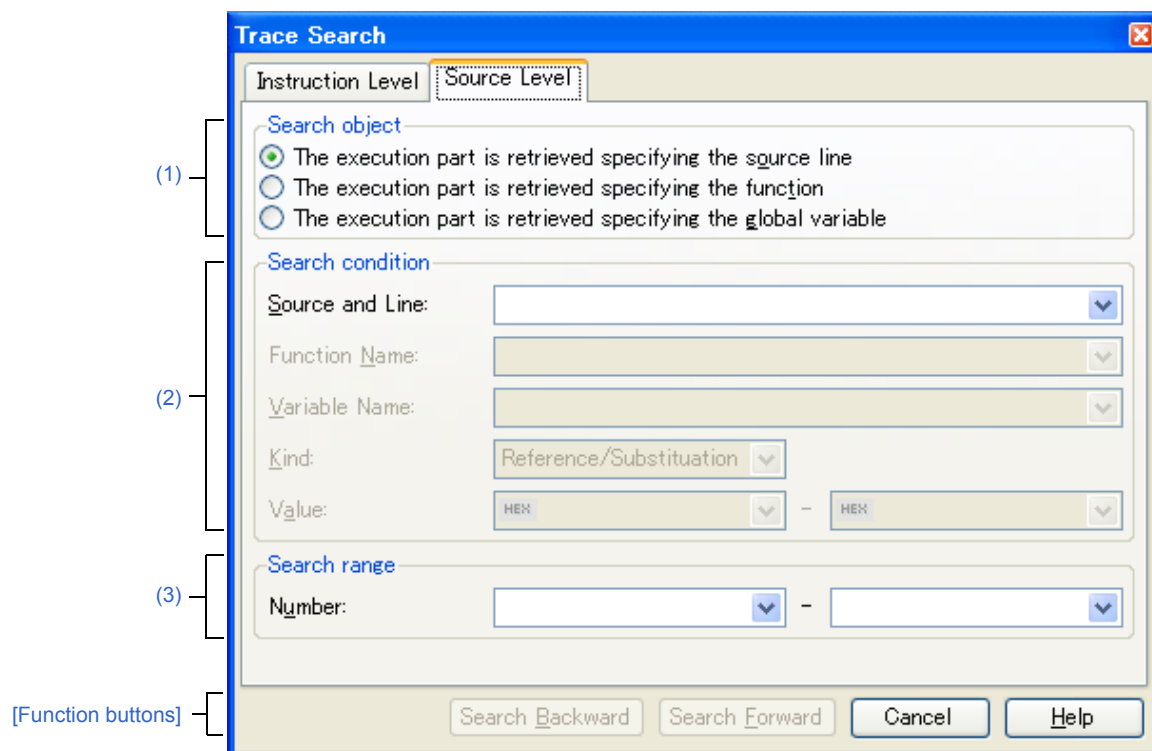 Trace Search
Instruction Level Source Level
(1)
Search object
The execution part is retrieved specifying the source line
The execution part is retrieved specifying the function
The execution part is retrieved specifying the global variable
(2)
Search condition
Source and Line:
Function Name:
Variable Name:
Kind: Reference/Substituation
Value: HEX - HEX
(3)
Search range
Number: -
[Function buttons] Search Backward Search Forward Cancel Help